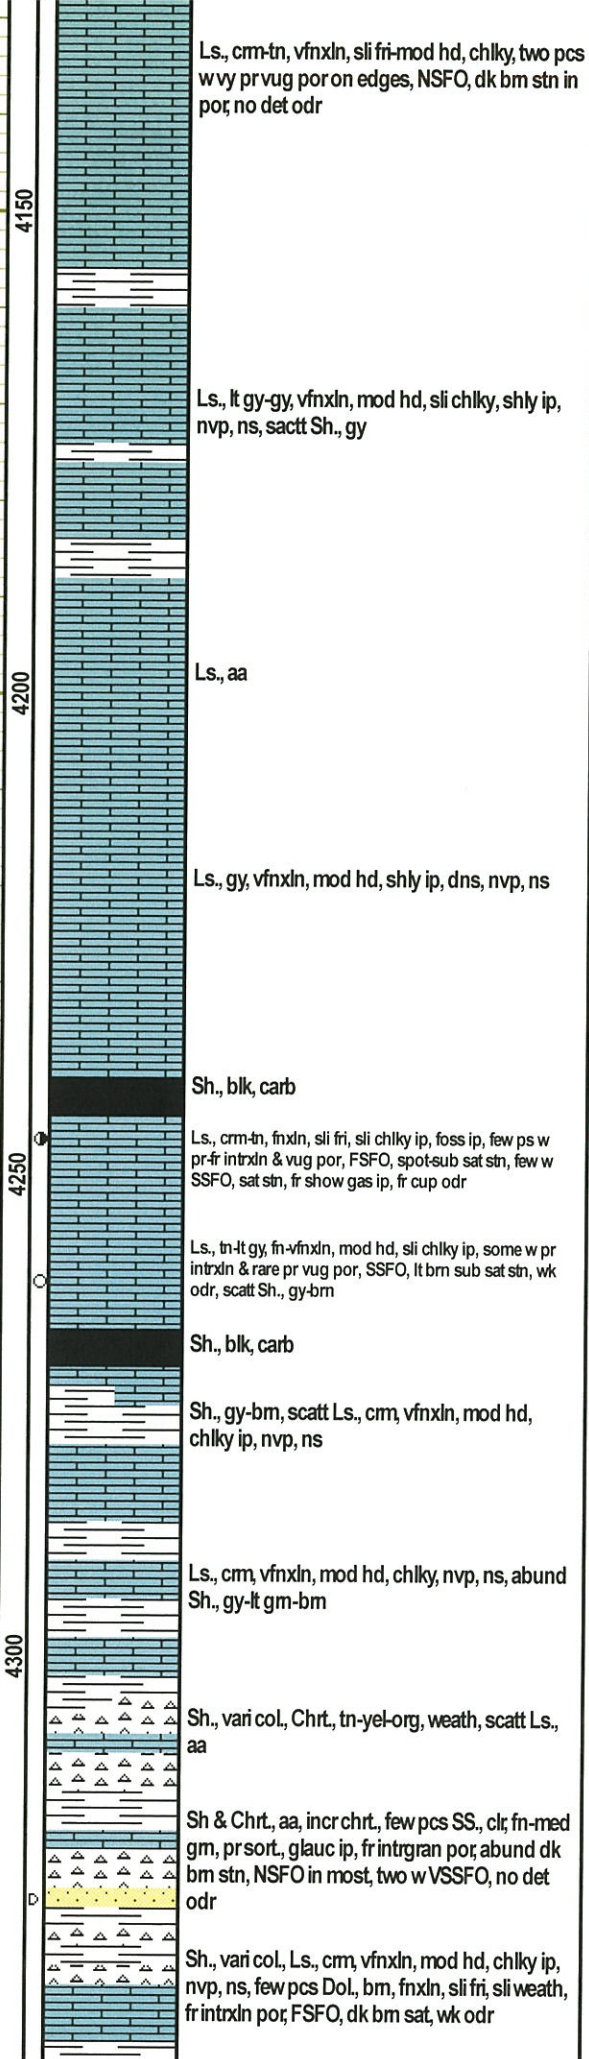 Ls., crm-tn, vfnxln, sli fri-mod hd, chlky, two pcs
w vy pr vug por on edges, NSFO, dk brn stn in
por, no det odr
4150
Ls., lt gy-gy, vfnxln, mod hd, sli chlky, shly ip,
nvp, ns, sactt Sh., gy
Ls., aa
4200
Ls., gy, vfnxln, mod hd, shly ip, dns, nvp, ns
Sh., blk, carb
Ls., crm-tn, fnxln, sli fri, sli chlky ip, foss ip, few ps w
pr-fr intrxln & vug por, FSFO, spot-sub sat stn, few w
SSFO, sat stn, fr show gas ip, fr cup odr
4250
Ls., tn-lt gy, fn-vfnxln, mod hd, sli chlky ip, some w pr
intrxln & rare pr vug por, SSFO, lt brn sub sat stn, wk
odr, scatt Sh., gy-brn
Sh., blk, carb
Sh., gy-brn, scatt Ls., crm, vfnxln, mod hd,
chlky ip, nvp, ns
Ls., crm, vfnxln, mod hd, chlky, nvp, ns, abund
Sh., gy-lt grn-brn
4300
Sh., vari col., Chrt., tn-yel-org, weath, scatt Ls.,
aa
Sh & Chrt., aa, incr chrt., few pcs SS., clr, fn-med
grn, pr sort., glauc ip, fr intrgran por, abund dk
brn stn, NSFO in most, two w VSSFO, no det
odr
Sh., vari col., Ls., crm, vfnxln, mod hd, chlky ip,
nvp, ns, few pcs Dol., brn, fnxln, sli fri, sli weath,
fr intrxln por, FSFO, dk brn sat, wk odr